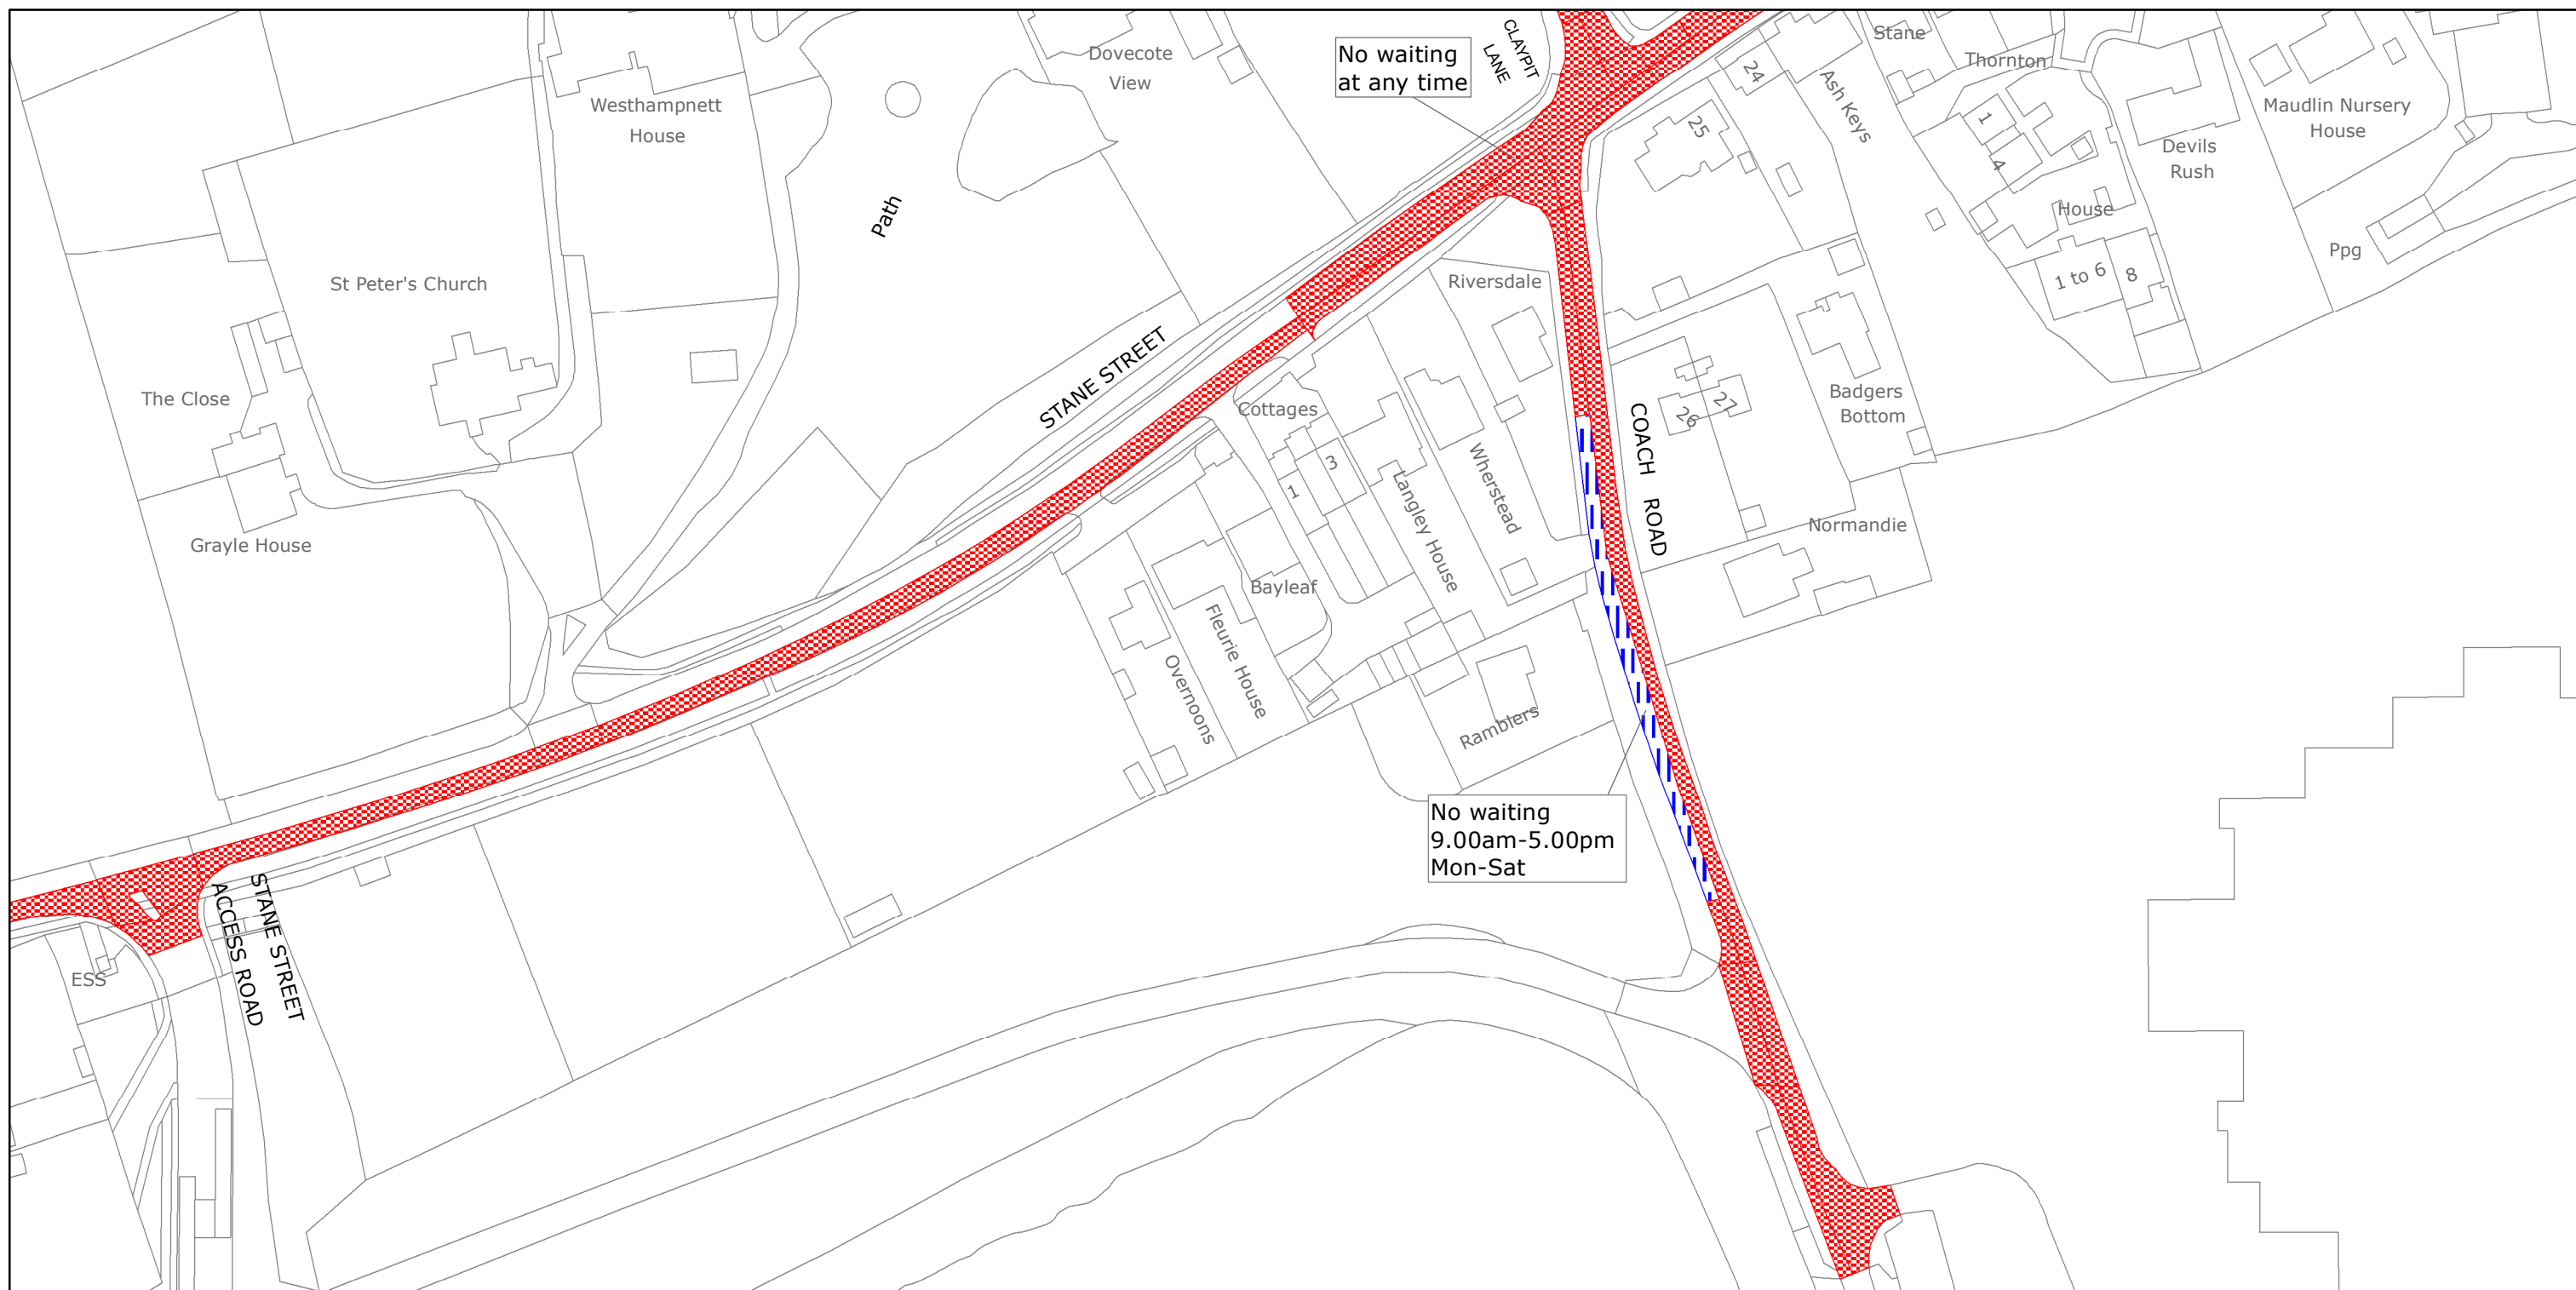 No waiting
at any time
CLAYPIT
LANE
Dovecote
View
Stane
Thornton
24
Ash Keys
25
1
4
Westhampnett
House
Maudlin Nursery
House
Devils
Rush
House
Path
Ppg
1 to 6
8
St Peter's Church
Riversdale
STANE STREET
The Close
Cottages
COACH ROAD
26
27
Badgers
Bottom
3
1
Wherstead
Langley House
Normandie
Grayle House
Bayleaf
Fleurie House
Overnoons
Ramblers
No waiting
9.00am-5.00pm
Mon-Sat
STANE STREET
ACCESS ROAD
ESS